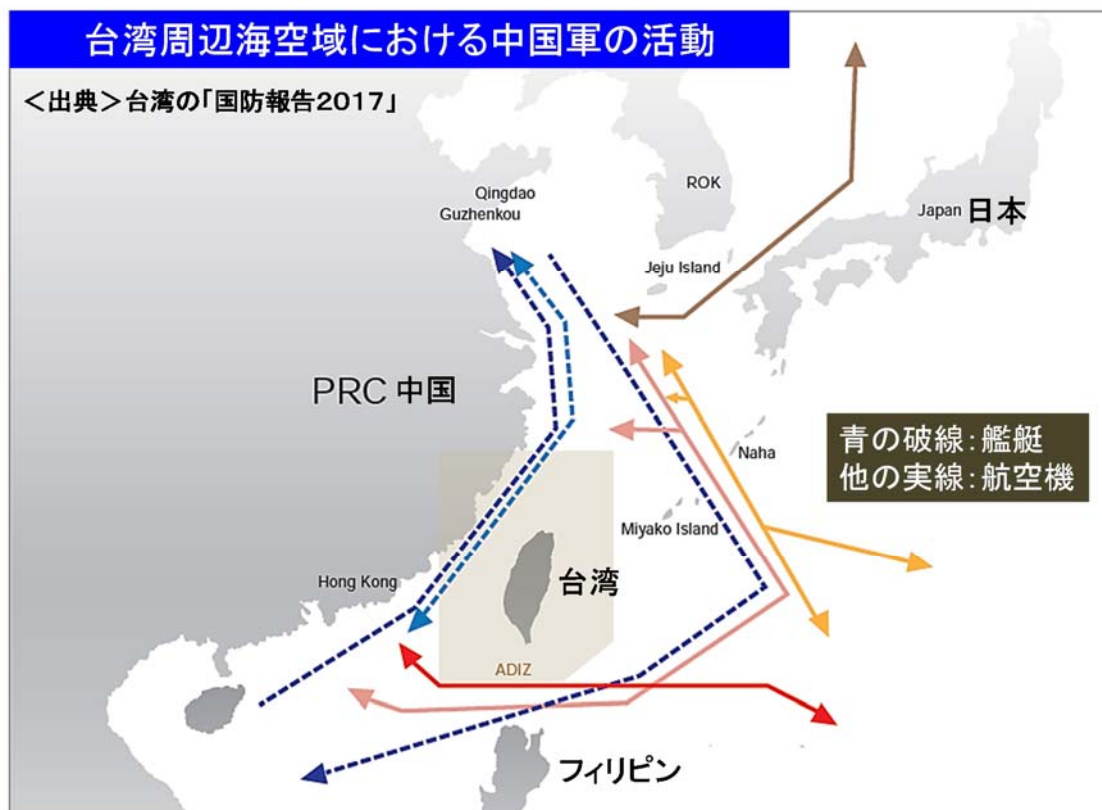 台湾周辺海空域における中国軍の活動
＜出典＞台湾の「国防報告2017」
Qingdao
Guzhenkou
ROK
Japan 日本
Jeju Island
PRC 中国
青の破線：艦艇
他の実線：航空機
Naha
Miyako Island
Hong Kong
台湾
ADIZ
フィリピン